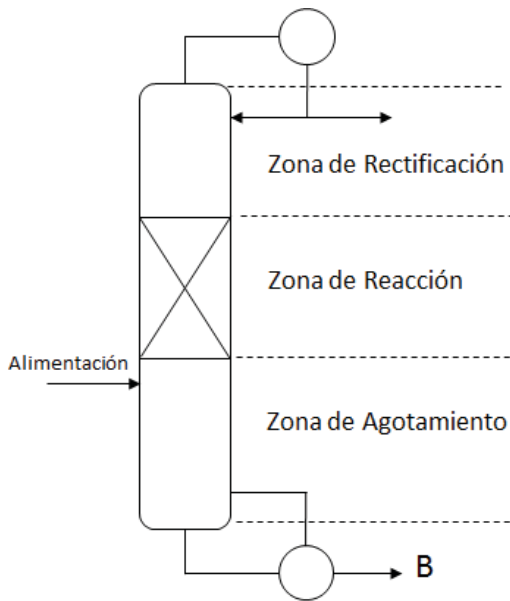 Zona de Rectificación
Zona de Reacción
Alimentación
Zona de Agotamiento
B